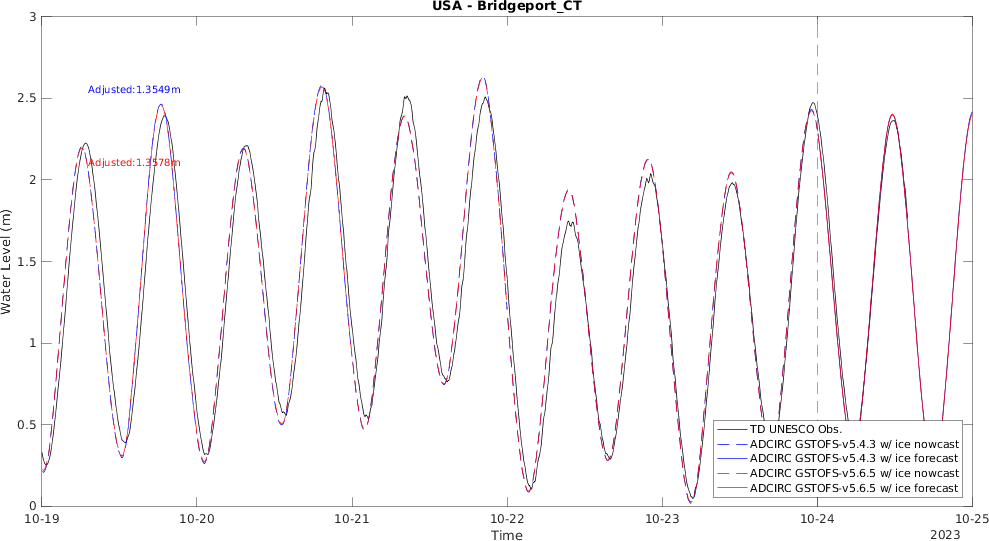 USA - Bridgeport_CT
3
2.5
2
1.5
1
0.5
0
Water Level (m)
Adjusted:1.3549m
Adjusted:1.3578m
TD UNESCO Obs.
ADCIRC GSTOFS-v5.4.3 w/ ice nowcast
ADCIRC GSTOFS-v5.4.3 w/ ice forecast
ADCIRC GSTOFS-v5.6.5 w/ ice nowcast
ADCIRC GSTOFS-v5.6.5 w/ ice forecast
10-19 10-20 10-21 10-22 10-23 10-24 10-25
Time
2023